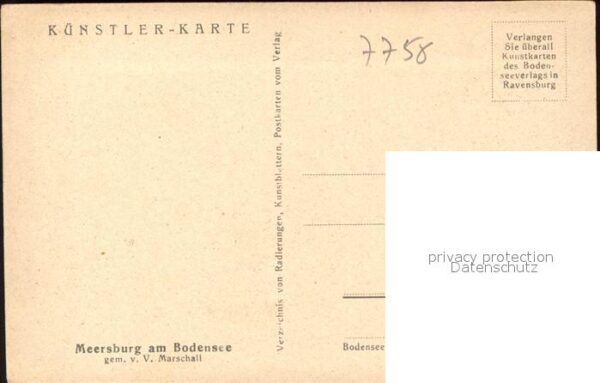 KÜNSTLER-KARTE
7758
Verlangen
Sie überall
Kunstkarten
des Boden-
seeverlags in
Ravensburg
Verzeichnis von Radierungen, Kunstblättern, Postkarten vom Verlag
privacy protection
Datenschutz
Meersburg am Bodensee
gem. v. V. Marschall
Bodensee